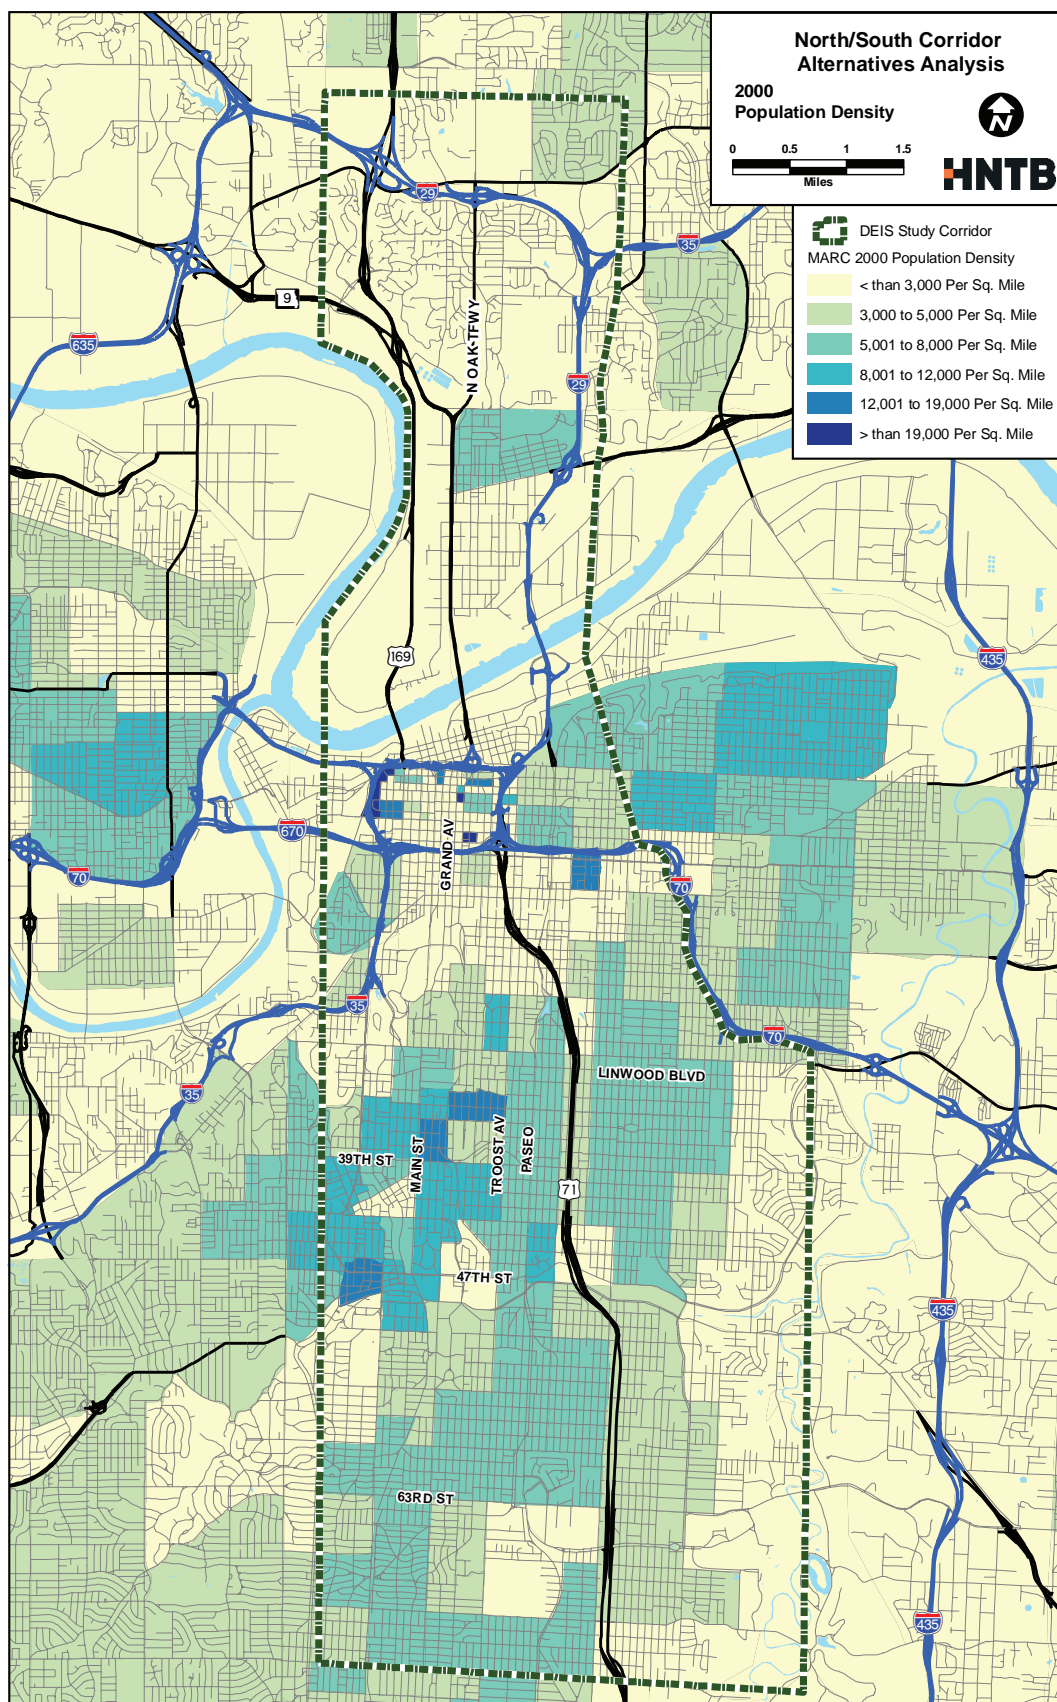 North/South Corridor
Alternatives Analysis
2000
Population Density
N
0 0.5 1 1.5
Miles
HNTB
DEIS Study Corridor
MARC 2000 Population Density
< than 3,000 Per Sq. Mile
3,000 to 5,000 Per Sq. Mile
5,001 to 8,000 Per Sq. Mile
8,001 to 12,000 Per Sq. Mile
12,001 to 19,000 Per Sq. Mile
> than 19,000 Per Sq. Mile
29
35
9
635
N OAK-TFWY
29
169
435
670
GRAND AV
70
70
35
70
35
LINWOOD BLVD
39TH ST
MAIN ST
TROOST AV
PASEO
71
47TH ST
435
63RD ST
435